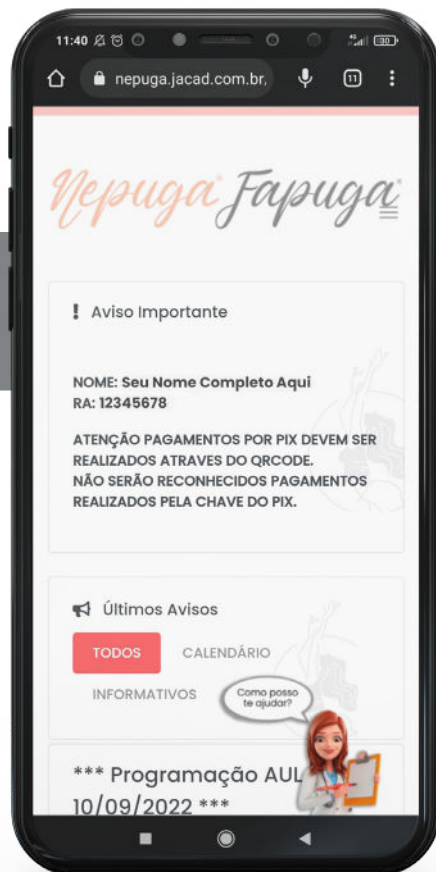 11:40
4G
30
nepuga.jacad.com.br,
11
Nepuga® Fapuga®
! Aviso Importante
NOME: Seu Nome Completo Aqui
RA: 12345678
ATENÇÃO PAGAMENTOS POR PIX DEVEM SER
REALIZADOS ATRAVES DO QRCODE.
NÃO SERÃO RECONHECIDOS PAGAMENTOS
REALIZADOS PELA CHAVE DO PIX.
Últimos Avisos
TODOS
CALENDÁRIO
INFORMATIVOS
Como posso
te ajudar?
*** Programação AUL
10/09/2022 ***